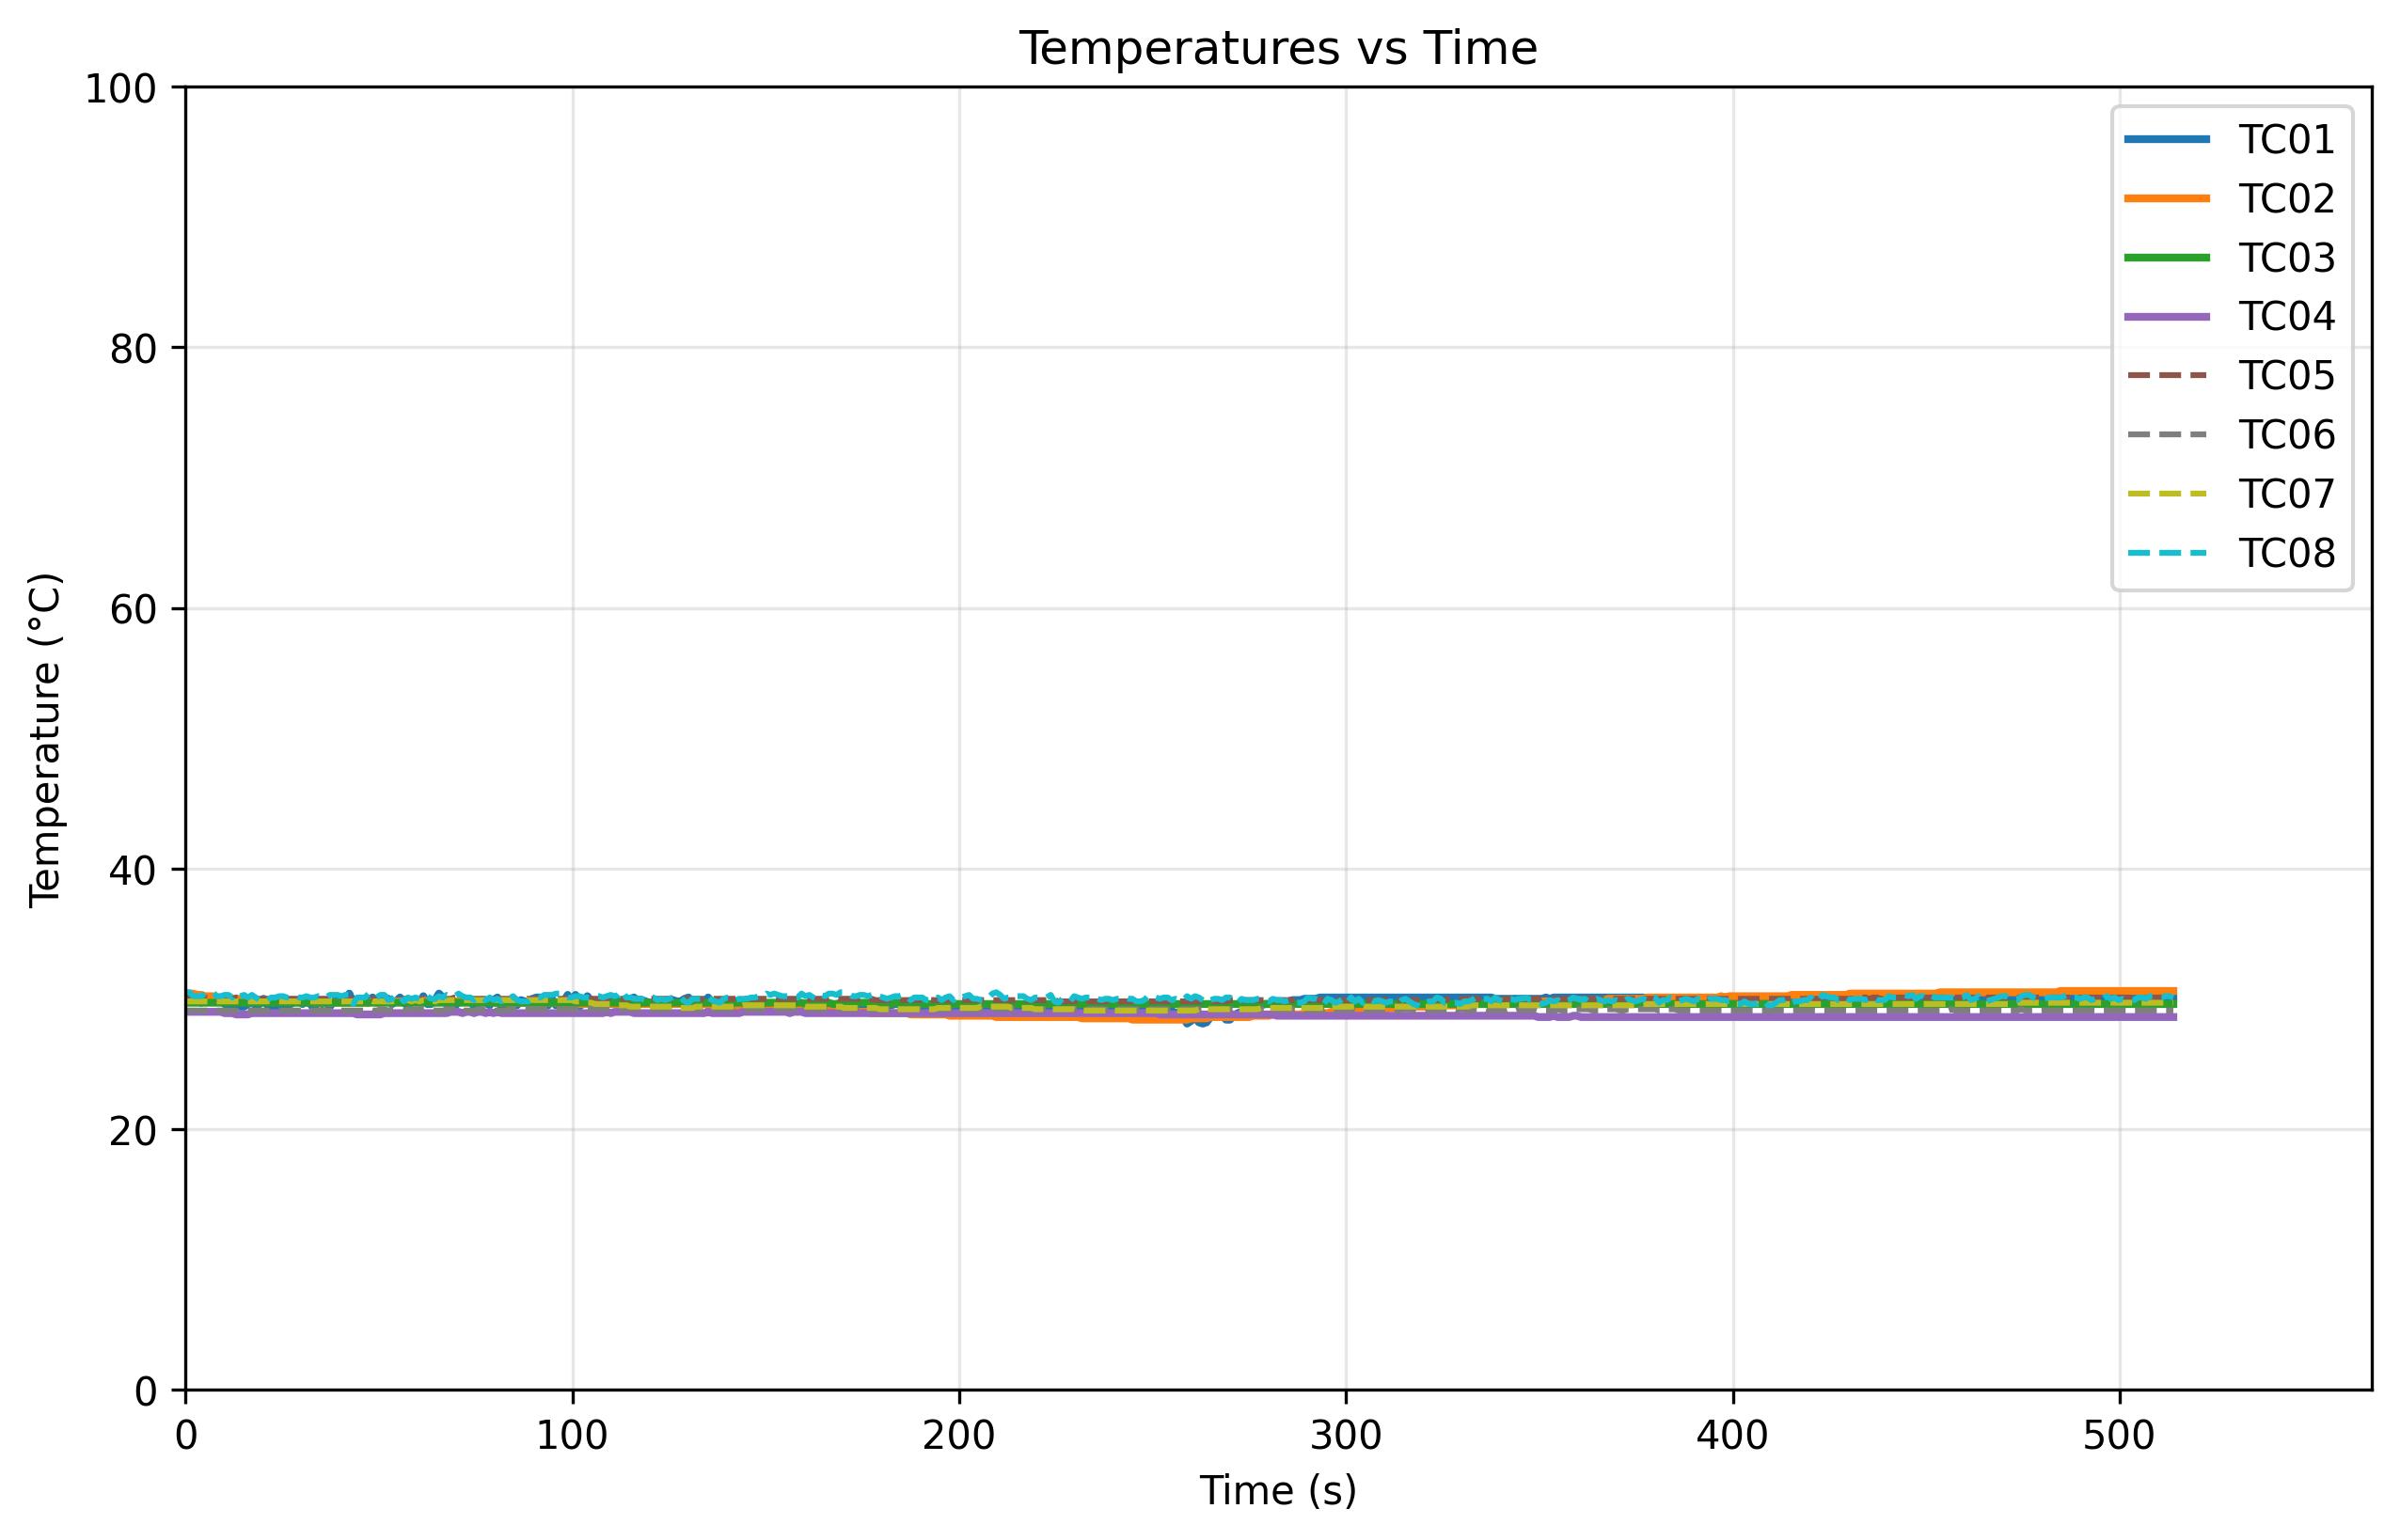 Temperatures vs Time
100
80
60
40
20
0
Temperature (°C)
0 100 200 300 400 500
Time (s)
TC01
TC02
TC03
TC04
TC05
TC06
TC07
TC08